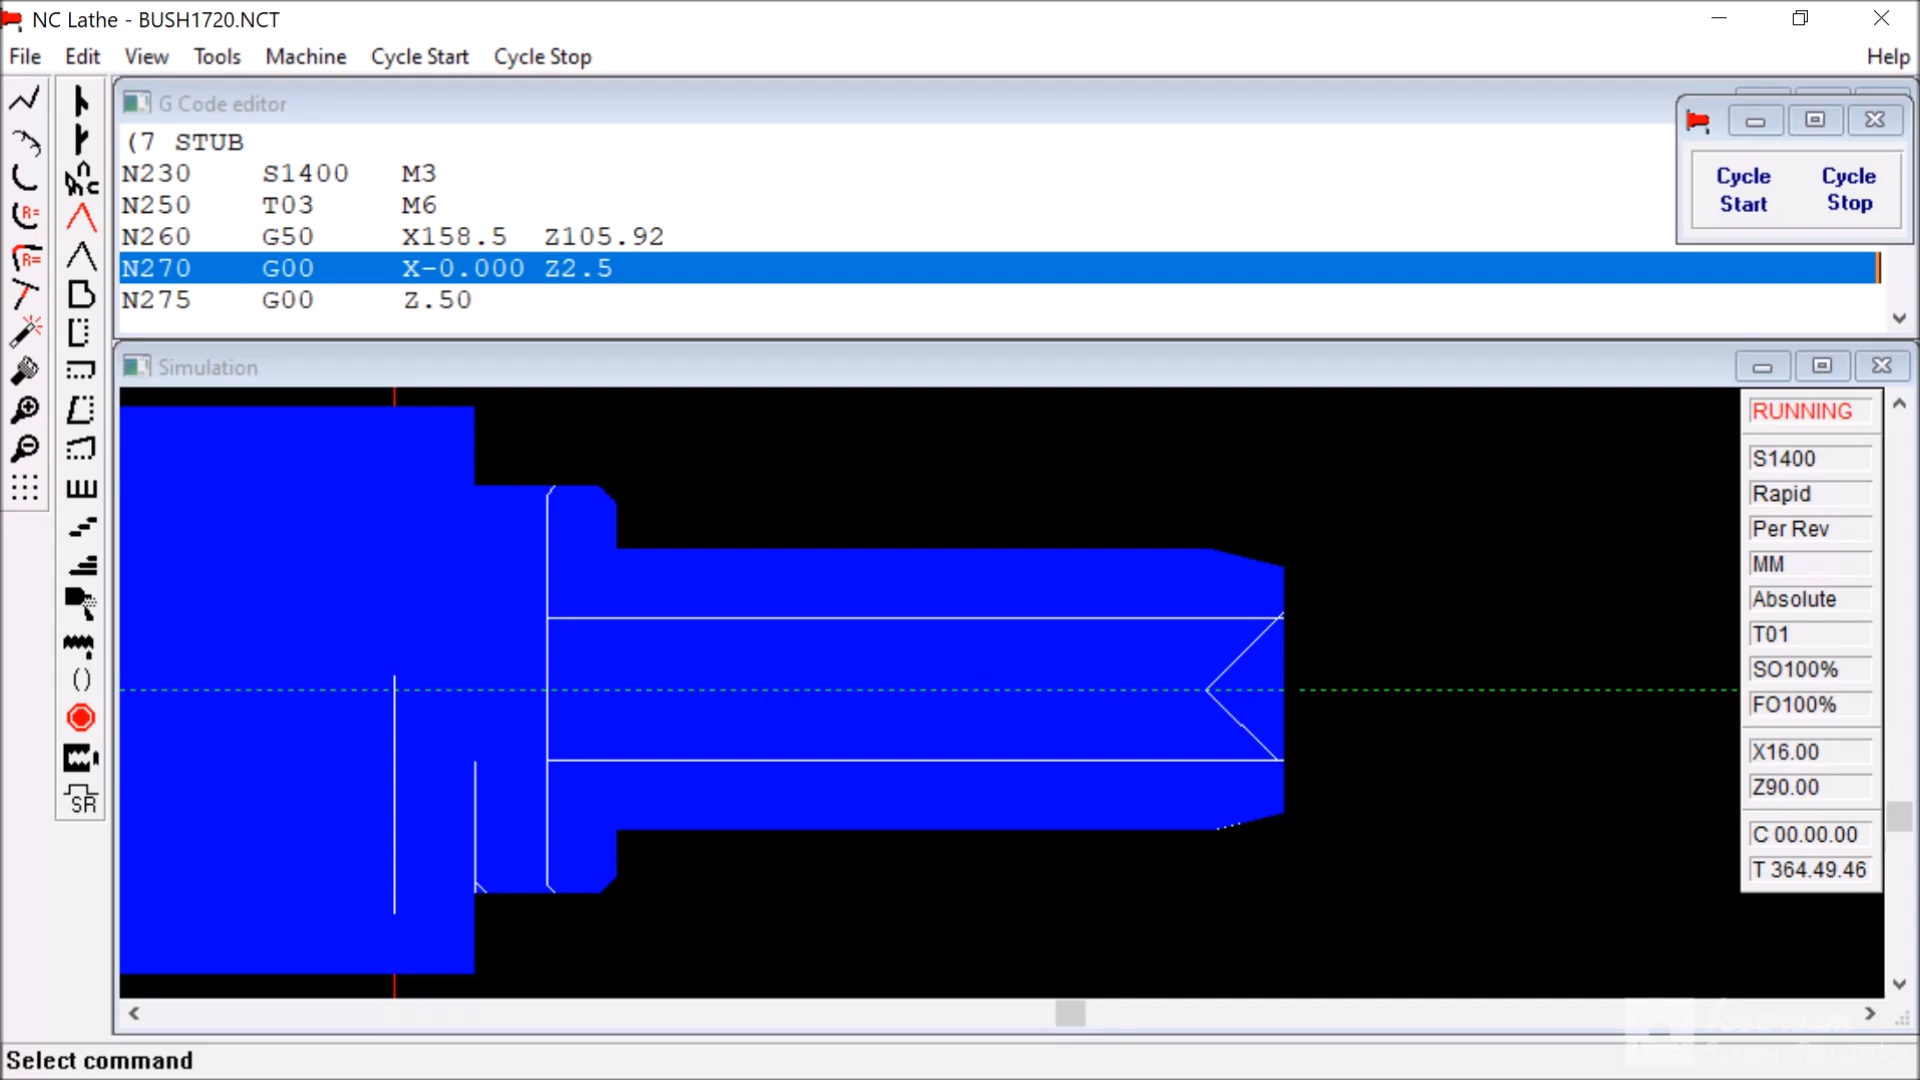 NC Lathe - BUSH1720.NCT
File Edit View Tools Machine Cycle Start Cycle Stop Help
G Code editor
(7 STUB
N230 S1400 M3
N250 T03 M6
N260 G50 X158.5 Z105.92
N270 G00 X-0.000 Z2.5
N275 G00 Z.50
Cycle Start
Cycle Stop
R=
R=
()
SR
Simulation
RUNNING
S1400
Rapid
Per Rev
MM
Absolute
T01
SO100%
FO100%
X16.00
Z90.00
C 00.00.00
T 364.49.46
Select command